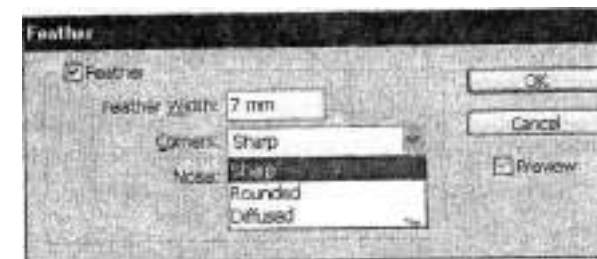 Feather
Feather
Feather Width: 7 mm
Corners: Sharp
Noise: Sharp
Rounded
Diffused
OK
Cancel
Preview